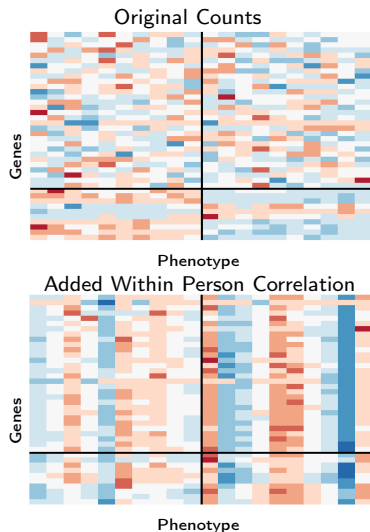 Original Counts
Genes
Phenotype
Added Within Person Correlation
Genes
Phenotype